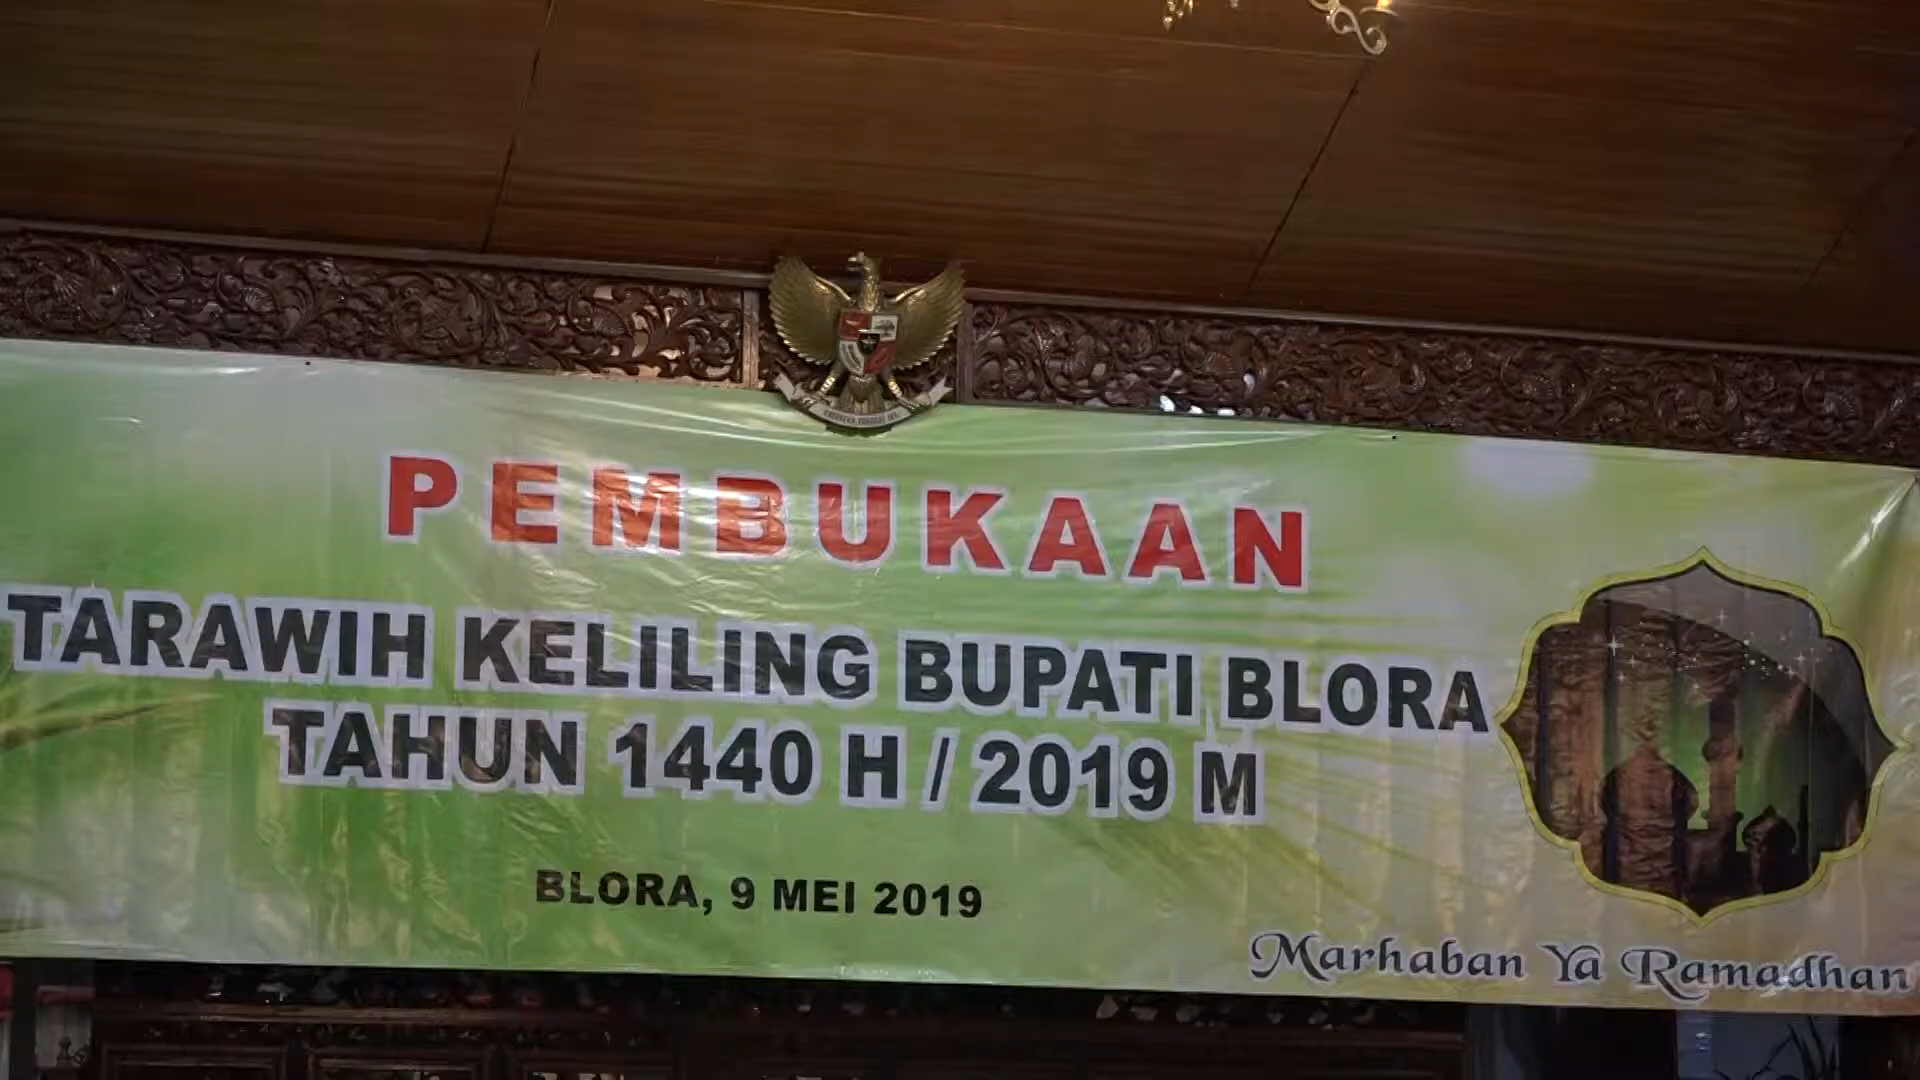 PEMBUKAAN
TARAWIH KELILING BUPATI BLORA
TAHUN 1440 H / 2019 M
BLORA, 9 MEI 2019
Marhaban Ya Ramadhan